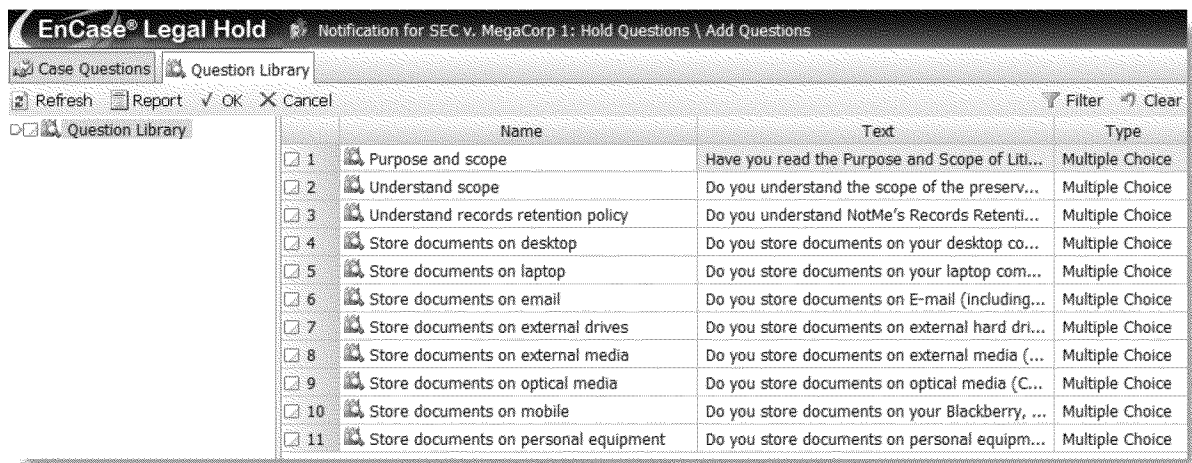 EnCase® Legal Hold Notification for SEC v. MegaCorp 1: Hold Questions \ Add Questions
Case Questions Question Library
Refresh Report √ OK X Cancel Filter Clear
Question Library
Name Text Type
1 Purpose and scope Have you read the Purpose and Scope of Liti... Multiple Choice
2 Understand scope Do you understand the scope of the preserv... Multiple Choice
3 Understand records retention policy Do you understand NotMe's Records Retenti... Multiple Choice
4 Store documents on desktop Do you store documents on your desktop co... Multiple Choice
5 Store documents on laptop Do you store documents on your laptop com... Multiple Choice
6 Store documents on email Do you store documents on E-mail (including... Multiple Choice
7 Store documents on external drives Do you store documents on external hard dri... Multiple Choice
8 Store documents on external media Do you store documents on external media (... Multiple Choice
9 Store documents on optical media Do you store documents on optical media (C... Multiple Choice
10 Store documents on mobile Do you store documents on your Blackberry, ... Multiple Choice
11 Store documents on personal equipment Do you store documents on personal equipm... Multiple Choice